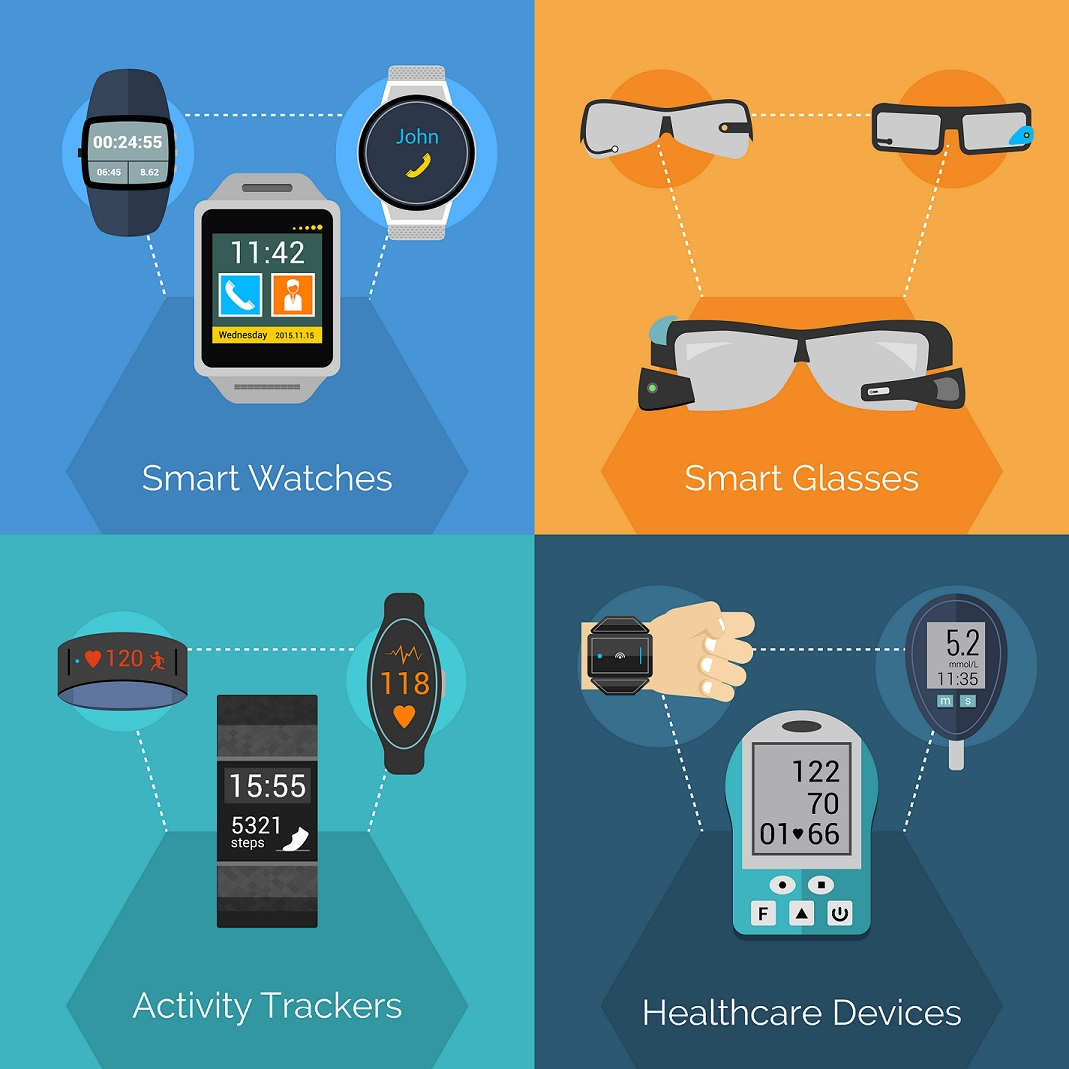 00:24:55
06:45 8.62
John
11:42
Wednesday 2015.11.15
Smart Watches
Smart Glasses
120
118
15:55
5321
steps
Activity Trackers
5.2
mmol/L
11:35
m s
122
70
01♥66
F
Healthcare Devices